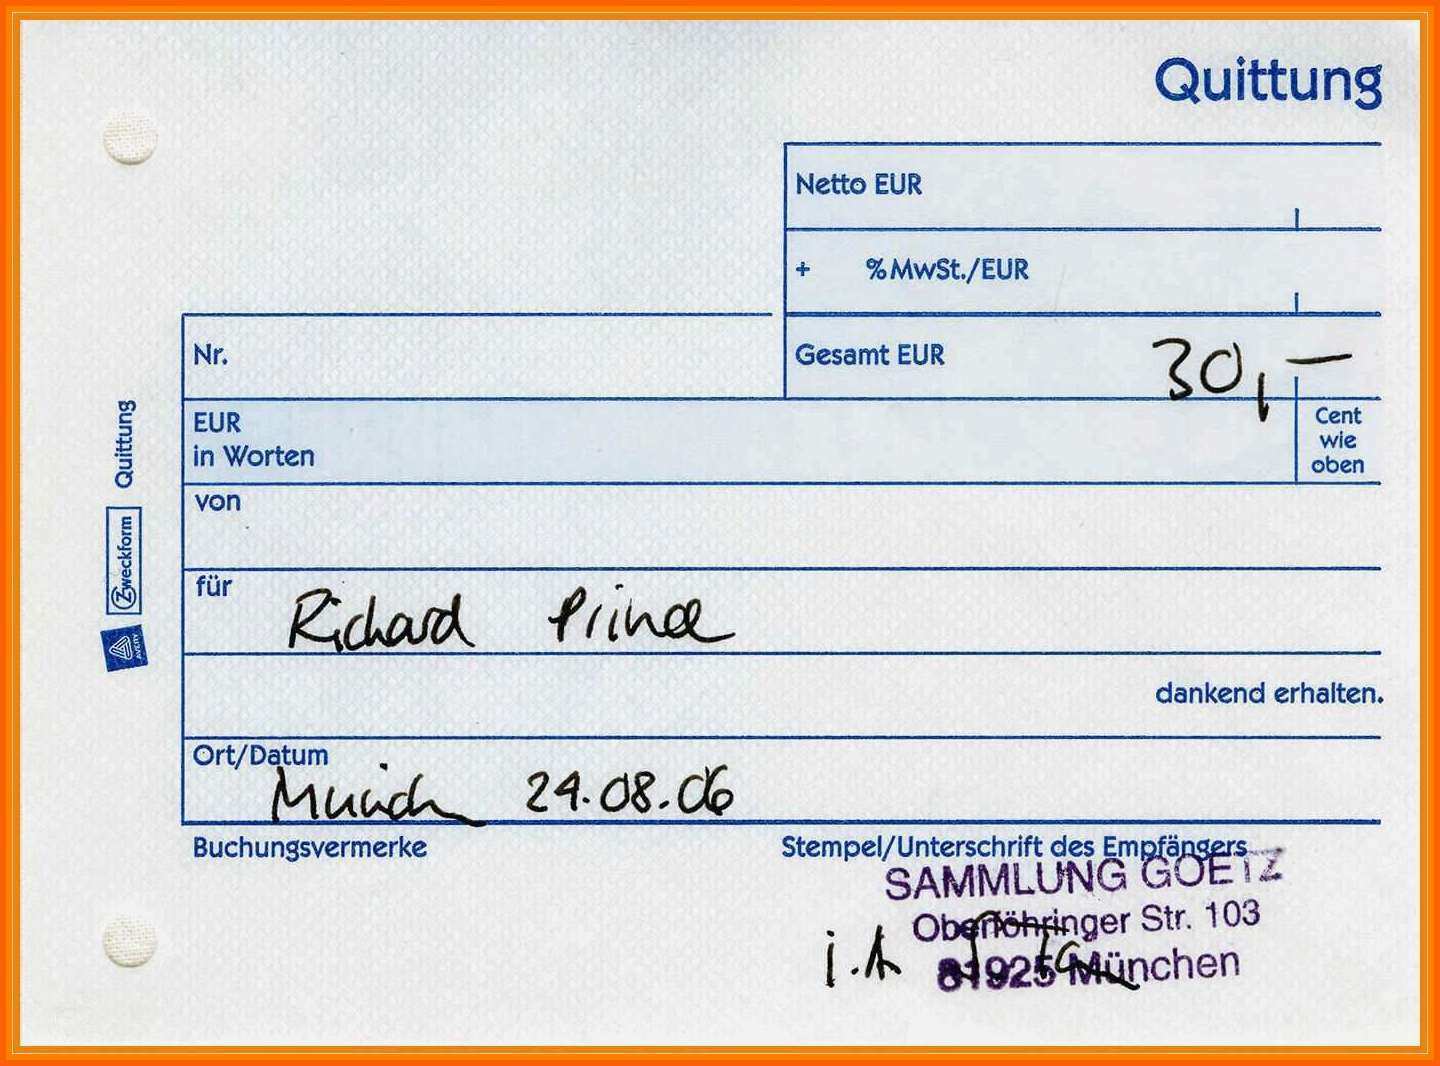 Quittung
Netto EUR
+ % MwSt./EUR
Nr.
Gesamt EUR 30,—
EUR
in Worten
Cent
wie
oben
von
für Richard Prince
dankend erhalten.
Ort/Datum
Munich 24.08.06
Buchungsvermerke
Stempel/Unterschrift des Empfängers
SAMMLUNG GOETZ
Oberföhringer Str. 103
i.A
81925 München
Quittung
Zweckform
AVERY